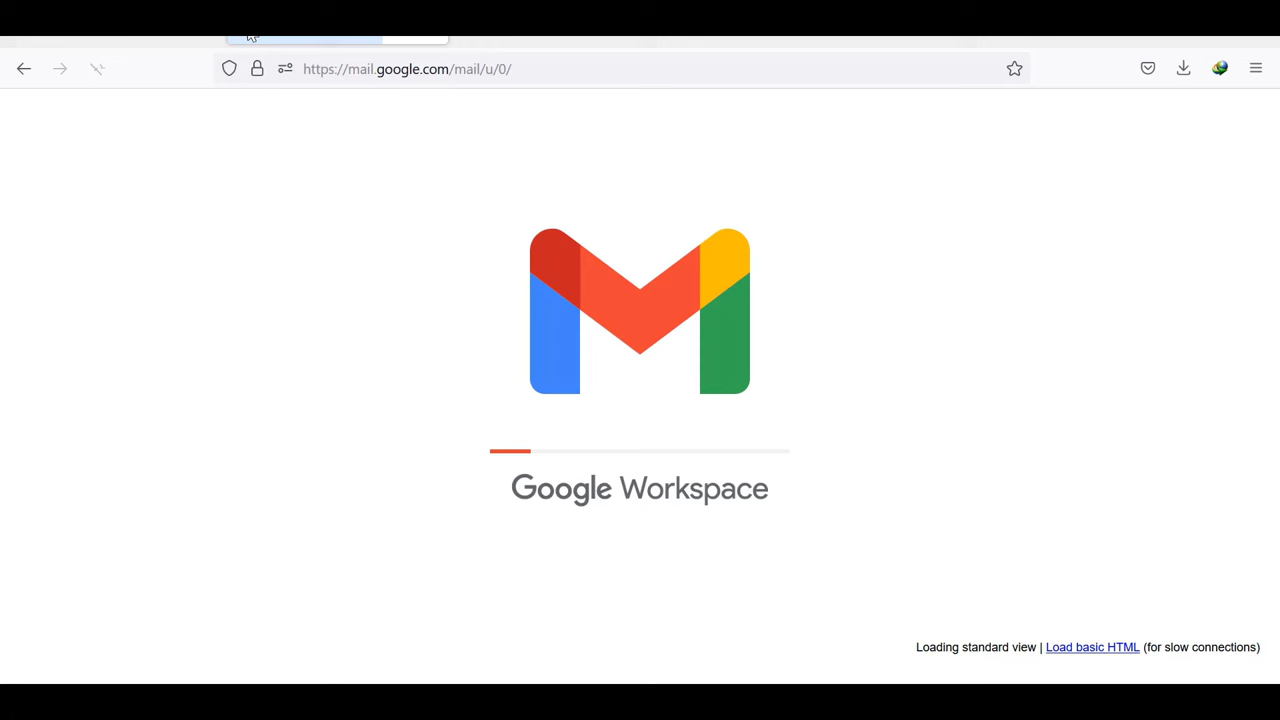 https://mail.google.com/mail/u/0/
Google Workspace
Loading standard view | Load basic HTML (for slow connections)